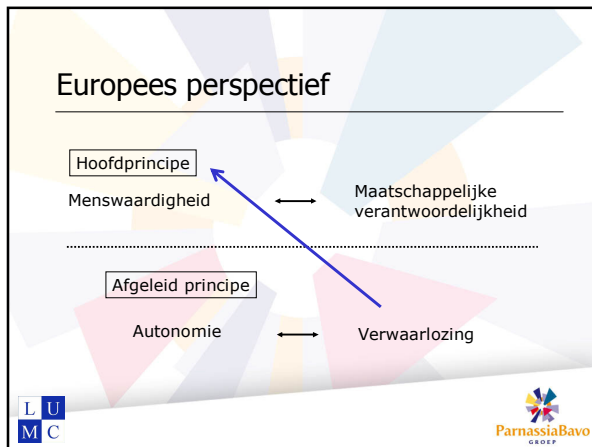 Europees perspectief
Hoofdprincipe
Menswaardigheid
Maatschappelijke
verantwoordelijkheid
Afgeleid principe
Autonomie
Verwaarlozing
L U
M C
ParnassiaBavo
GROEP